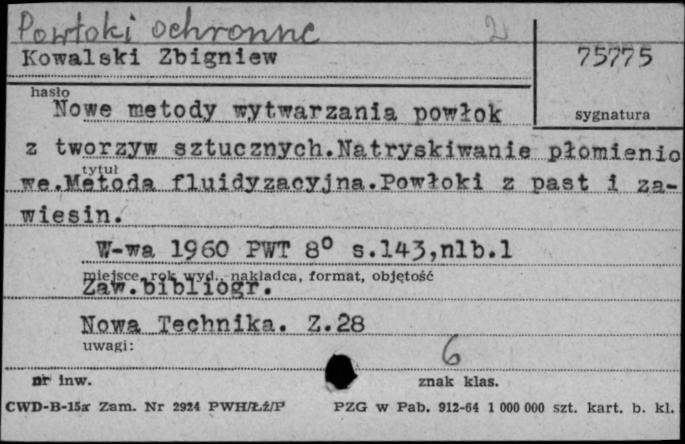 Powłoki ochronne 2
Kowalski Zbigniew
75775
hasło
sygnatura
Nowe metody wytwarzania powłok
z tworzyw sztucznych.Natryskiwanie płomienio
tytuł
we.Metoda fluidyzacyjna.Powłoki z past i za-
wiesin.
W-wa 1960 PWT 8° s.143,nlb.1
miejsce, rok wyd., nakładca, format, objętość
Zaw.bibliogr.
Nowa Technika. Z.28
uwagi:
6
nr inw.
znak klas.
CWD-B-15x Zam. Nr 2924 PWH/Łź/P PZG w Pab. 912-64 1 000 000 szt. kart. b. kl.